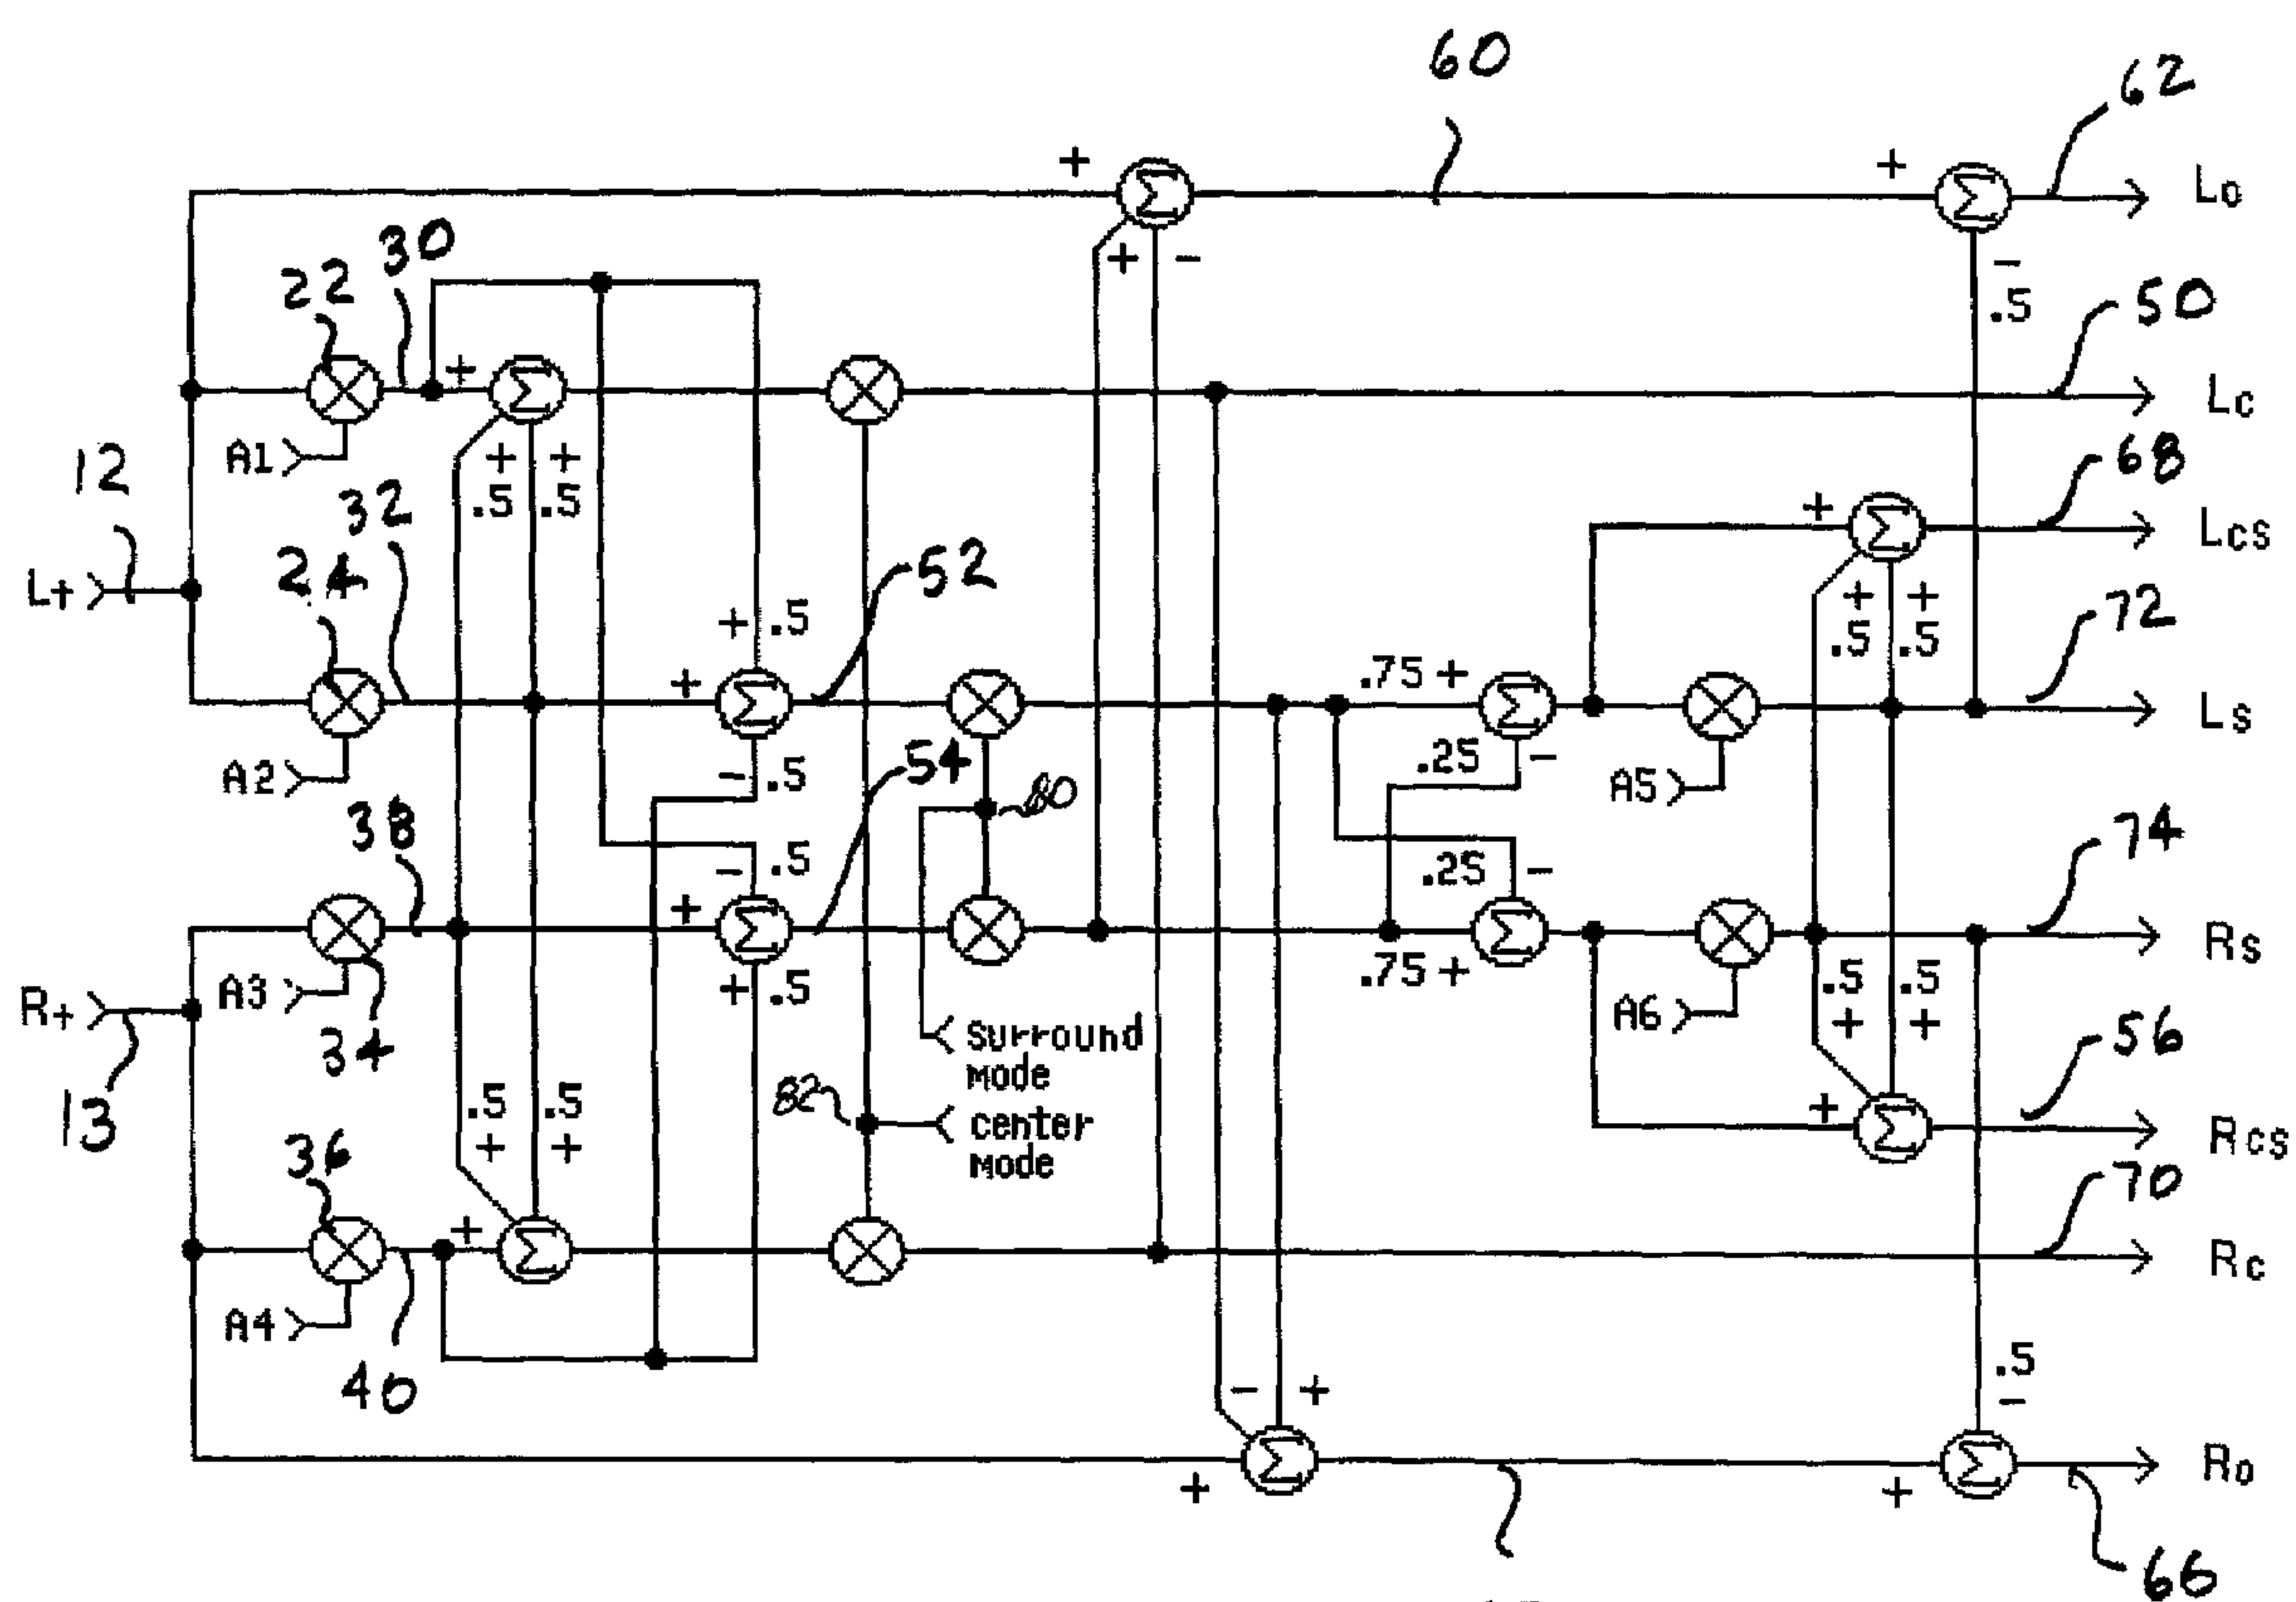 60
62
+
+
Lo
30
+ -
-
22
.5
50
+
Lc
A1
+ +
68
12
.5 .5
+
32
Lcs
24
52
+ +
L+
+ .5
.5 .5
72
+
.75 +
Ls
- .5
54
.25 -
A2
80
A5
38
- .5
74
.25 -
+
A3
+ .5
.75 +
.5 .5
Rs
R+
34
Surround
Mode
A6
+ +
56
13
.5 .5
82
center
Mode
+ +
+
36
Rcs
70
+
Rc
A4
40
.5
- +
-
Ro
+
+
66